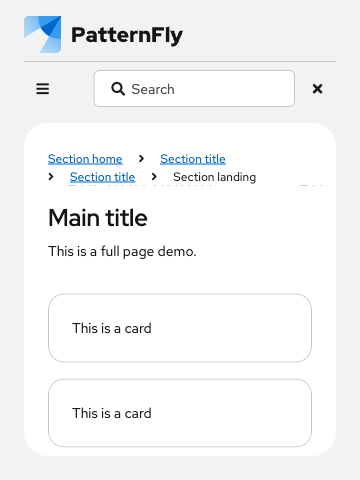 PatternFly
Search
Section home Section title
Section title Section landing
Main title
This is a full page demo.
This is a card
This is a card